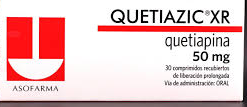 QUETIAZIC® XR
quetiapina
50 mg
30 comprimidos recubiertos
de liberación prolongada
Vía de administración: ORAL
ASOFARMA